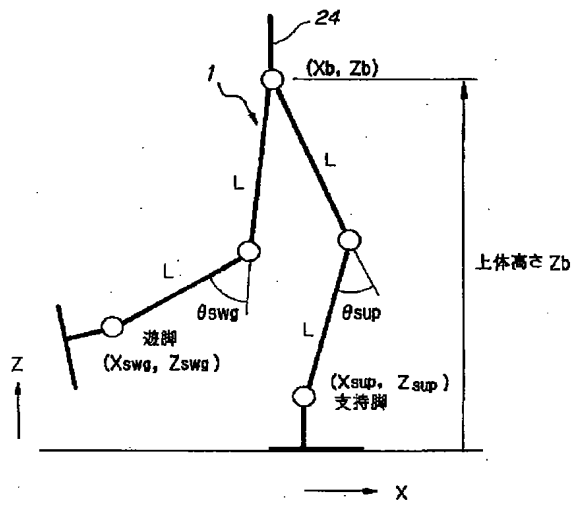 24
(Xb, Zb)
1
L
L
上体高さ Zb
L
θswg
θsup
L
遊脚
(Xswg, Zswg)
(Xsup, Zsup)
支持脚
Z
X